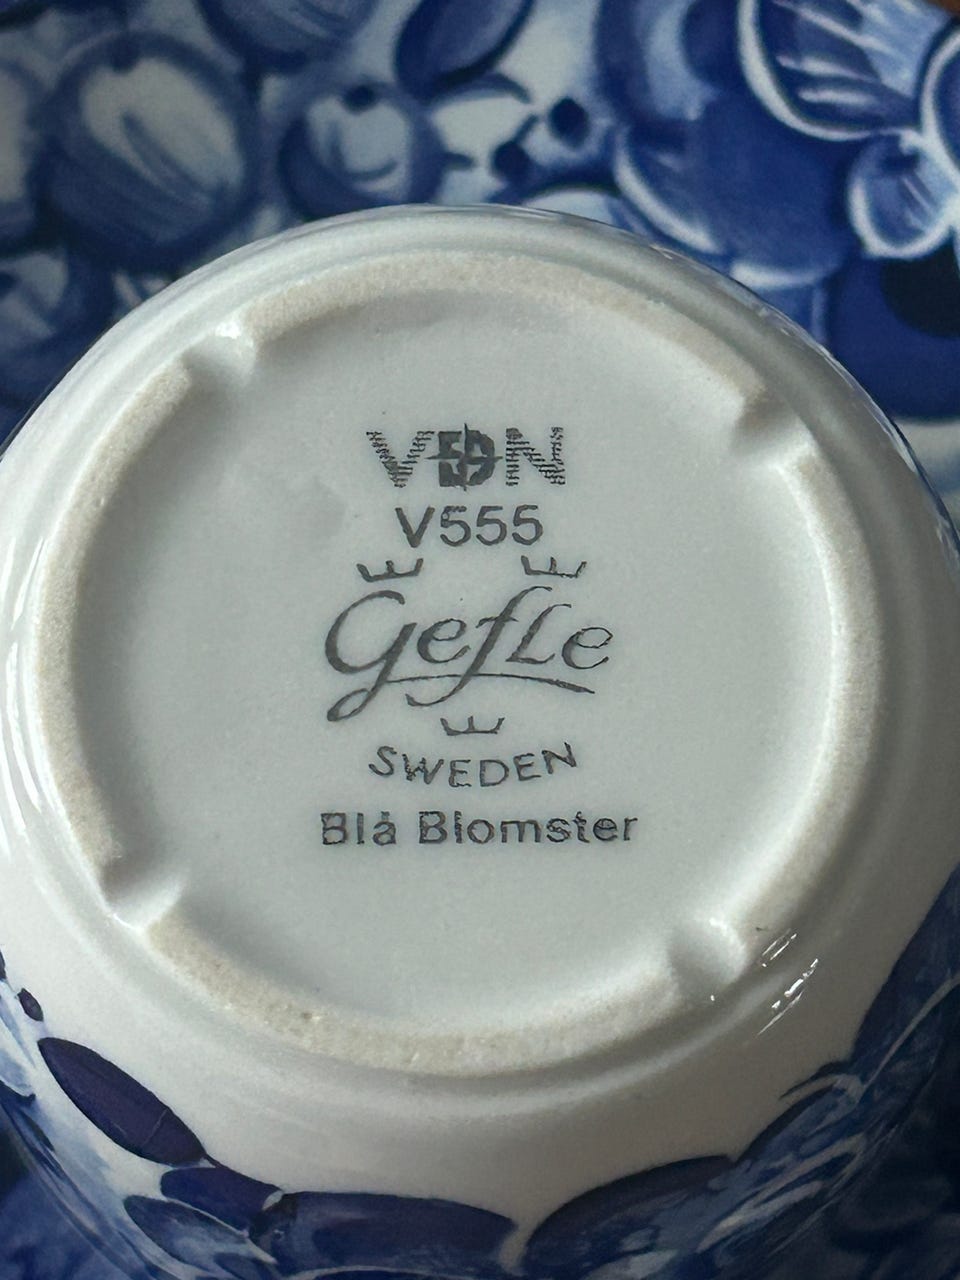 VDN
V555
Gefle
SWEDEN
Blå Blomster